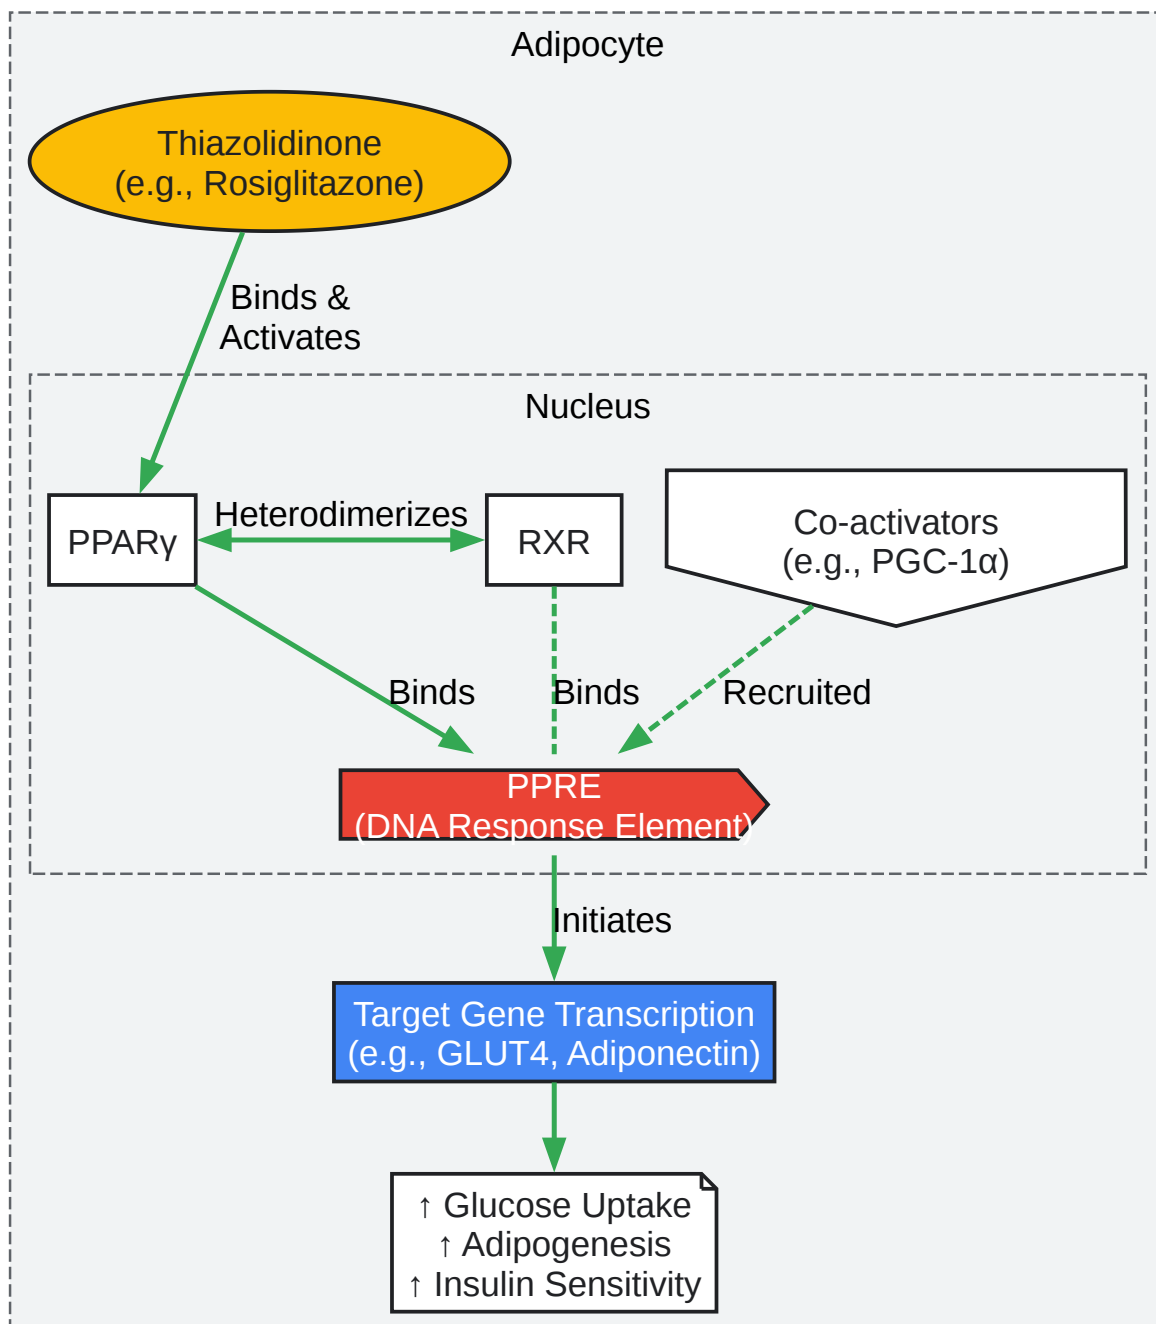 Adipocyte
Thiazolidinone
(e.g., Rosiglitazone)
Binds &
Activates
Nucleus
PPARγ
Heterodimerizes
RXR
Co-activators
(e.g., PGC-1α)
Binds
Binds
Recruited
PPRE
(DNA Response Element)
Initiates
Target Gene Transcription
(e.g., GLUT4, Adiponectin)
↑ Glucose Uptake
↑ Adipogenesis
↑ Insulin Sensitivity